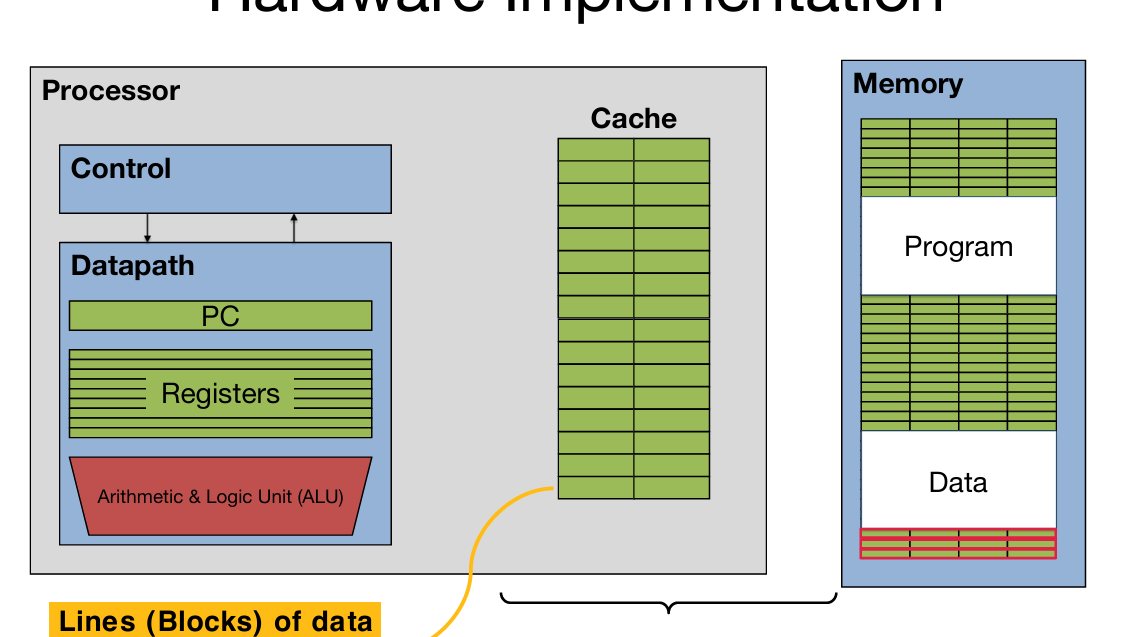 Hardware Implementation
Processor
Memory
Cache
Control
Program
Datapath
PC
Registers
Data
Arithmetic & Logic Unit (ALU)
Lines (Blocks) of data